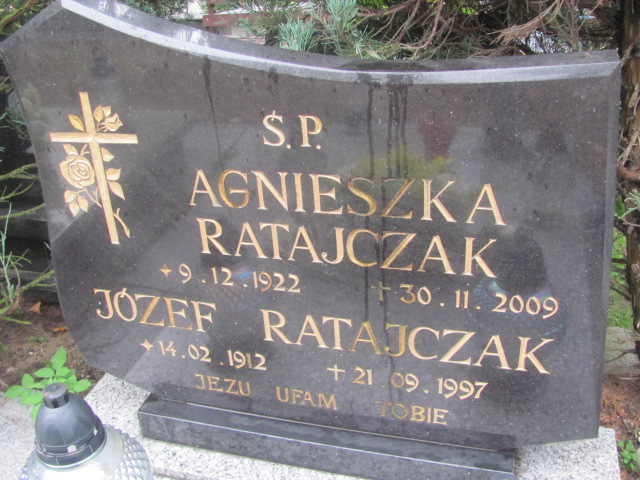 Ś.P.
AGNIESZKA
RATAJCZAK
9.12.1922 30.11.2009
JÓZEF RATAJCZAK
14.02.1912 21.09.1997
JEZU UFAM TOBIE